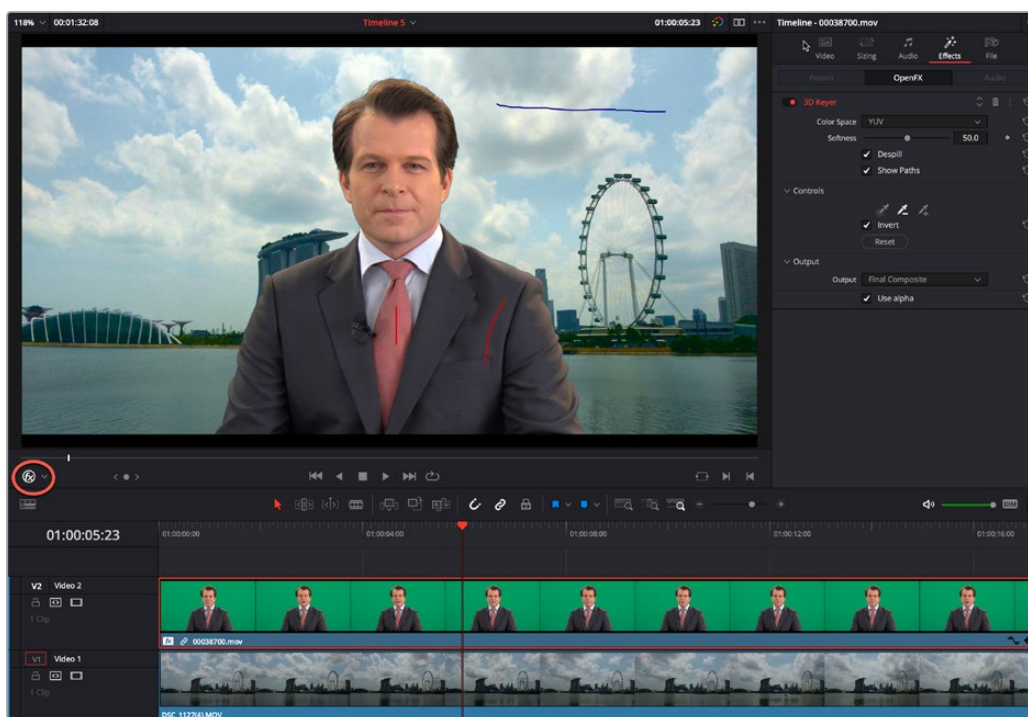 118% 00:01:32:08 Timeline 5 01:00:05:23 ••• Timeline - 00038700.mov
Video Sizing Audio Effects File
Fusion OpenFX Audio
3D Keyer
Color Space YUV
Softness 50.0
Despill
Show Paths
Controls
Invert
Reset
Output
Output Final Composite
Use alpha
fx
DIM
01:00:05:23 01:00:00:00 01:00:04:00 01:00:08:00 01:00:12:00 01:00:16:00
V2 Video 2
1 Clip
fx 00038700.mov
V1 Video 1
1 Clip
DSC_1127(4).MOV